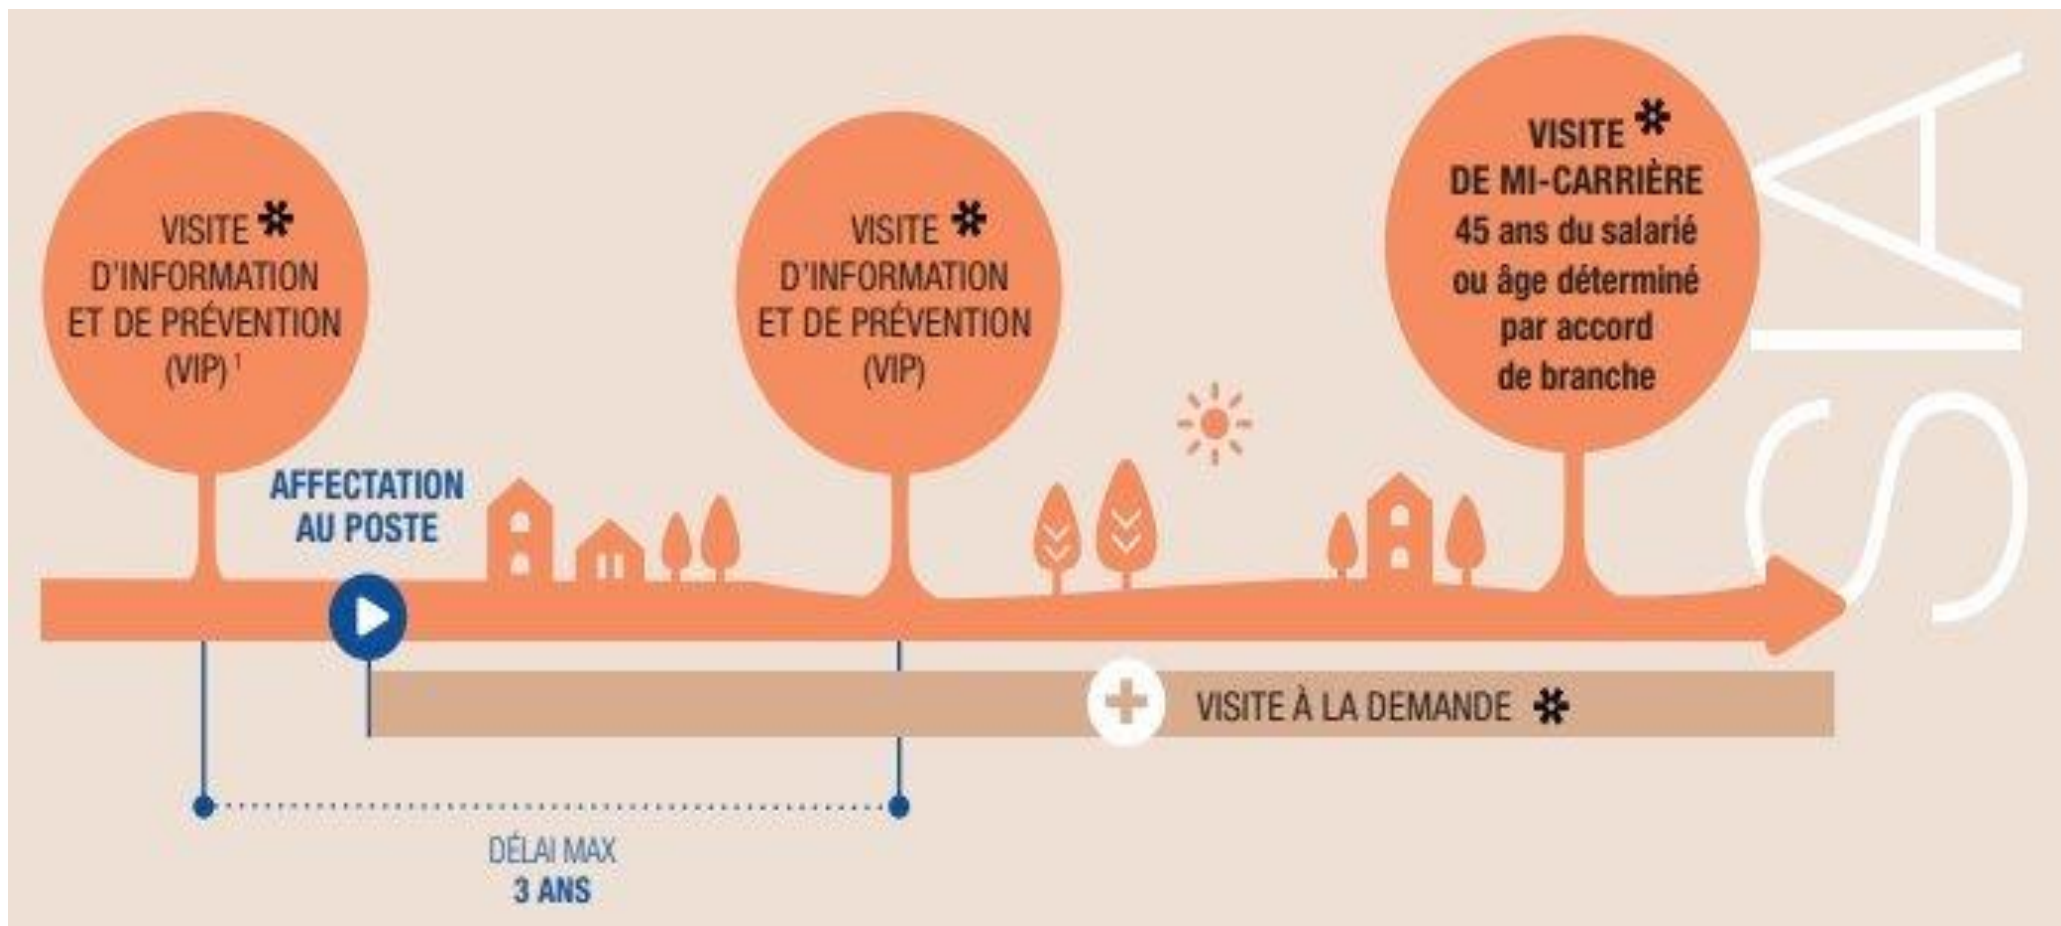 VISITE *
D'INFORMATION
ET DE PRÉVENTION
(VIP) ¹
AFFECTATION
AU POSTE
VISITE *
D'INFORMATION
ET DE PRÉVENTION
(VIP)
VISITE *
DE MI-CARRIÈRE
45 ans du salarié
ou âge déterminé
par accord
de branche
SIA
VISITE À LA DEMANDE *
DÉLAI MAX
3 ANS